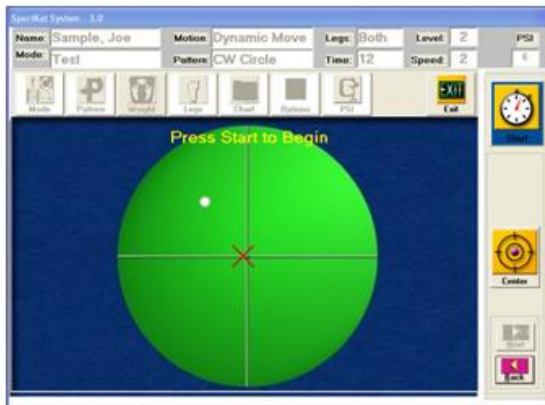 SportKat System 3.0
Name: Sample, Joe Motion: Dynamic Move Legs: Both Level: 2 PSI
Mode: Test Pattern: CW Circle Time: 12 Speed: 2 6
Mode Pattern Weight Legs Chart Options PSI EXIT Exit
Press Start to Begin
Start
Center
Next
Back